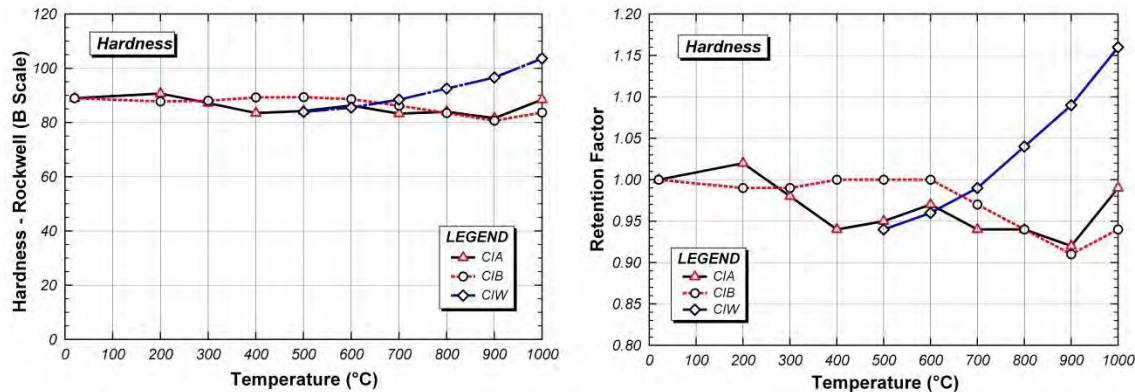 Hardness - Rockwell (B Scale)
120
100
80
60
40
20
0
Hardness
LEGEND
CIA
CIB
CIW
0 100 200 300 400 500 600 700 800 900 1000
Temperature (°C)
Retention Factor
1.20
1.15
1.10
1.05
1.00
0.95
0.90
0.85
0.80
Hardness
LEGEND
CIA
CIB
CIW
0 100 200 300 400 500 600 700 800 900 1000
Temperature (°C)